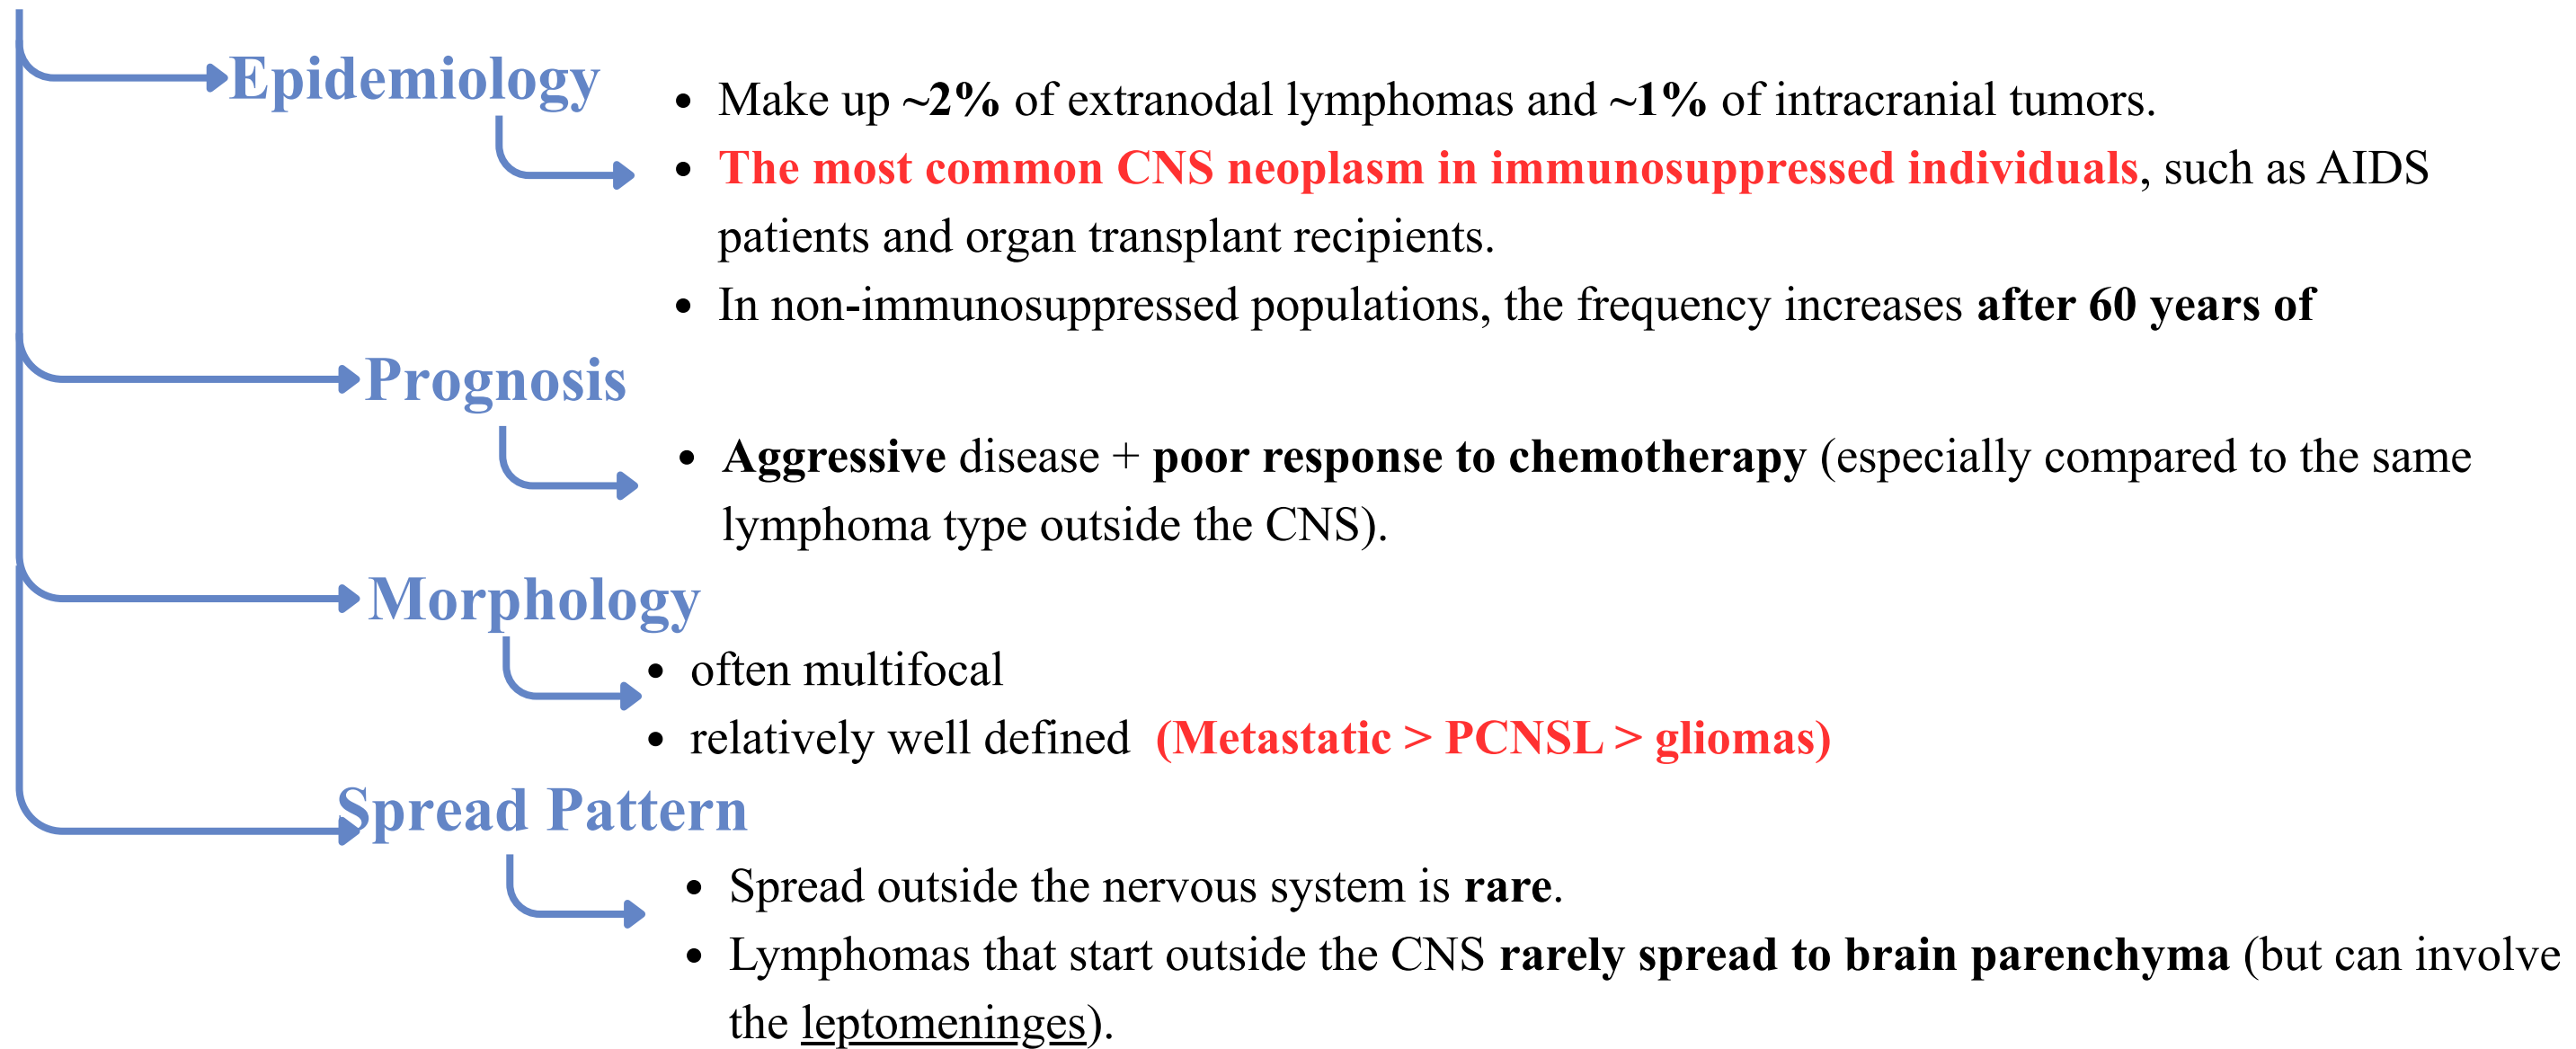 Epidemiology
• Make up ~2% of extranodal lymphomas and ~1% of intracranial tumors.
• The most common CNS neoplasm in immunosuppressed individuals, such as AIDS
patients and organ transplant recipients.
• In non-immunosuppressed populations, the frequency increases after 60 years of
Prognosis
• Aggressive disease + poor response to chemotherapy (especially compared to the same
lymphoma type outside the CNS).
Morphology
• often multifocal
• relatively well defined (Metastatic > PCNSL > gliomas)
Spread Pattern
• Spread outside the nervous system is rare.
• Lymphomas that start outside the CNS rarely spread to brain parenchyma (but can involve
the leptomeninges).